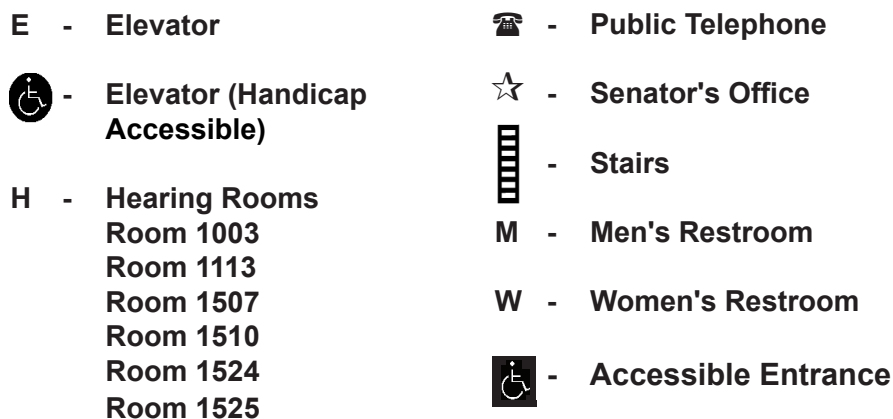 E - Elevator
- Elevator (Handicap
Accessible)
H - Hearing Rooms
Room 1003
Room 1113
Room 1507
Room 1510
Room 1524
Room 1525
☎ - Public Telephone
☆ - Senator's Office
- Stairs
M - Men's Restroom
W - Women's Restroom
- Accessible Entrance